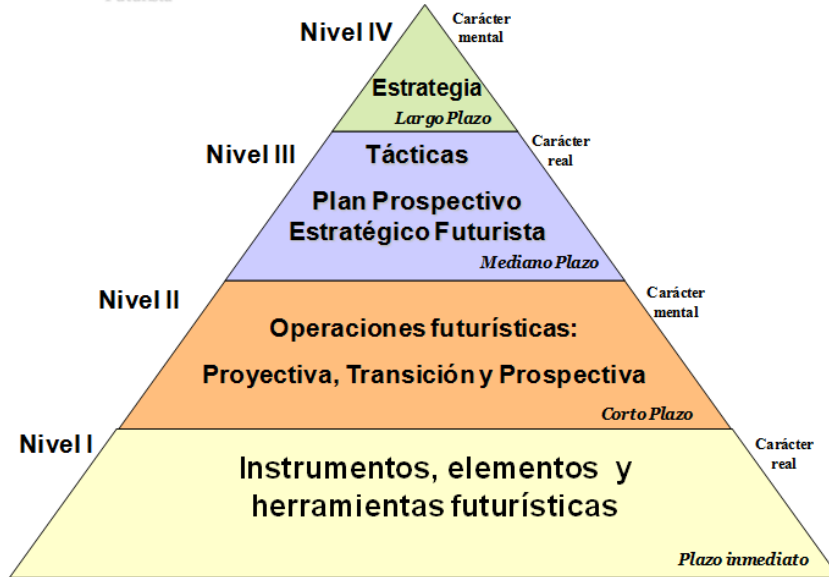 Nivel IV
Carácter
mental
Estrategia
Largo Plazo
Nivel III
Carácter
real
Tácticas
Plan Prospectivo
Estratégico Futurista
Mediano Plazo
Nivel II
Carácter
mental
Operaciones futurísticas:
Proyectiva, Transición y Prospectiva
Corto Plazo
Nivel I
Carácter
real
Instrumentos, elementos y
herramientas futurísticas
Plazo inmediato